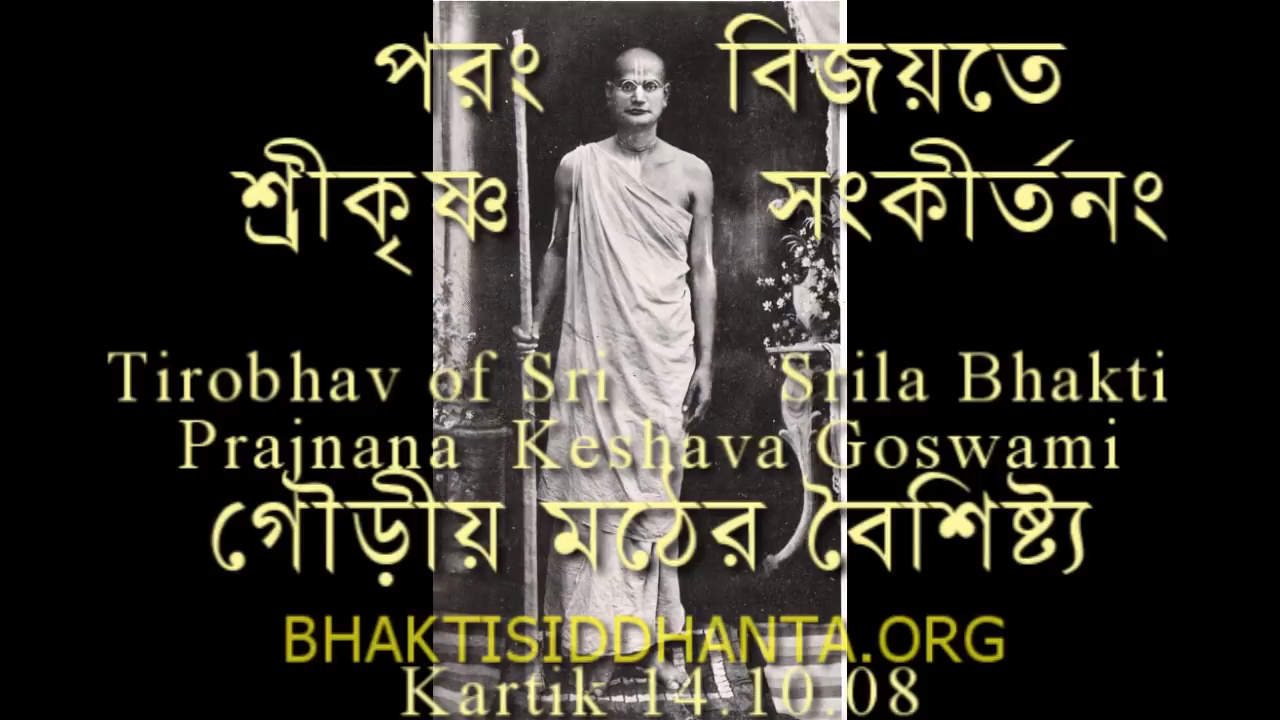 পরং বিজয়তে
শ্রীকৃষ্ণ সংকীর্তনং
Tirobhav of Sri Srila Bhakti
Prajnana Keshava Goswami
গৌড়ীয় মঠের বৈশিষ্ট্য
BHAKTISIDDHANTA.ORG
Kartik 14.10.08